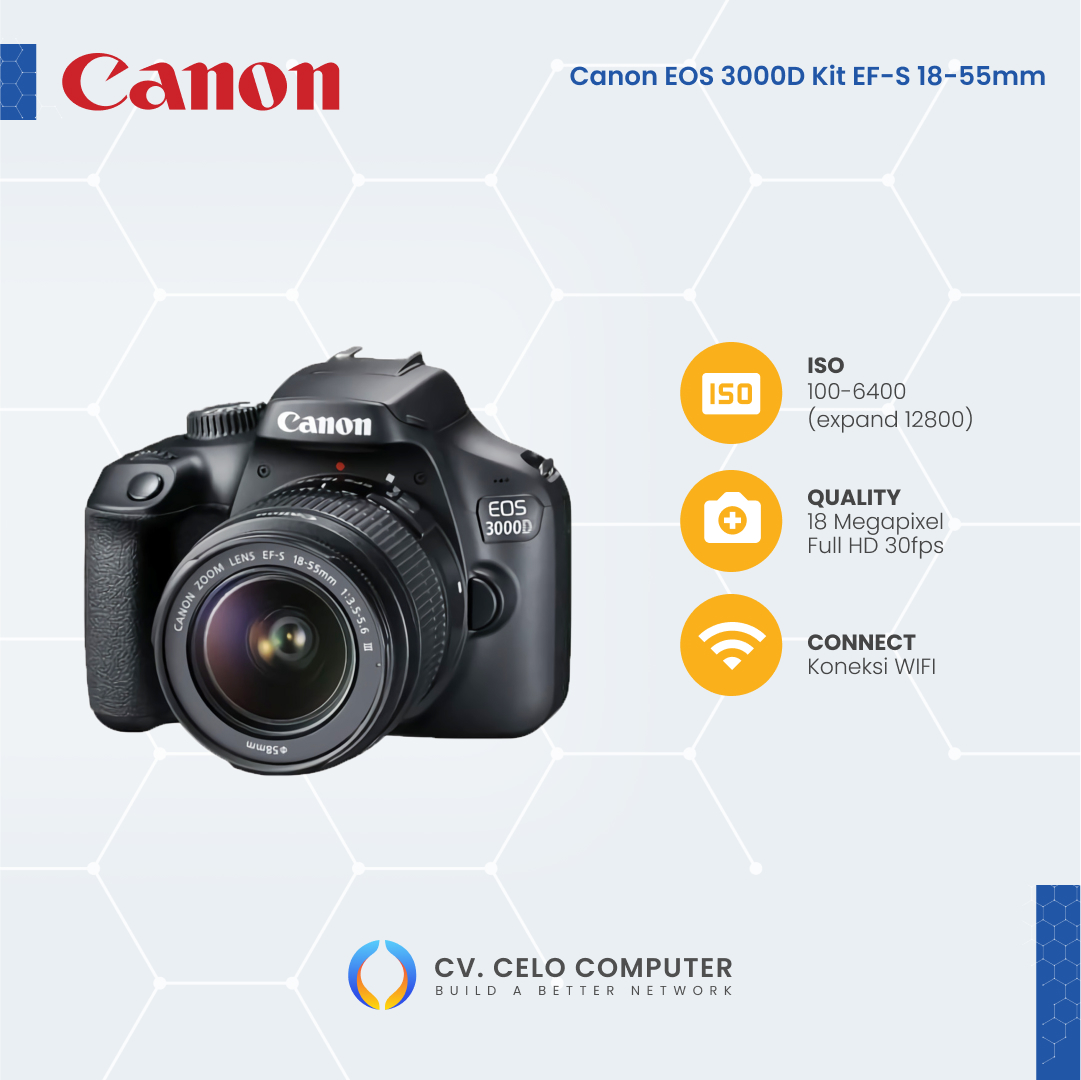 Canon
Canon EOS 3000D Kit EF-S 18-55mm
Canon
EOS
3000D
CANON ZOOM LENS EF-S 18-55mm 1:3.5-5.6 III
Φ58mm
ISO
ISO
100-6400
(expand 12800)
QUALITY
18 Megapixel
Full HD 30fps
CONNECT
Koneksi WIFI
CV. CELO COMPUTER
BUILD A BETTER NETWORK